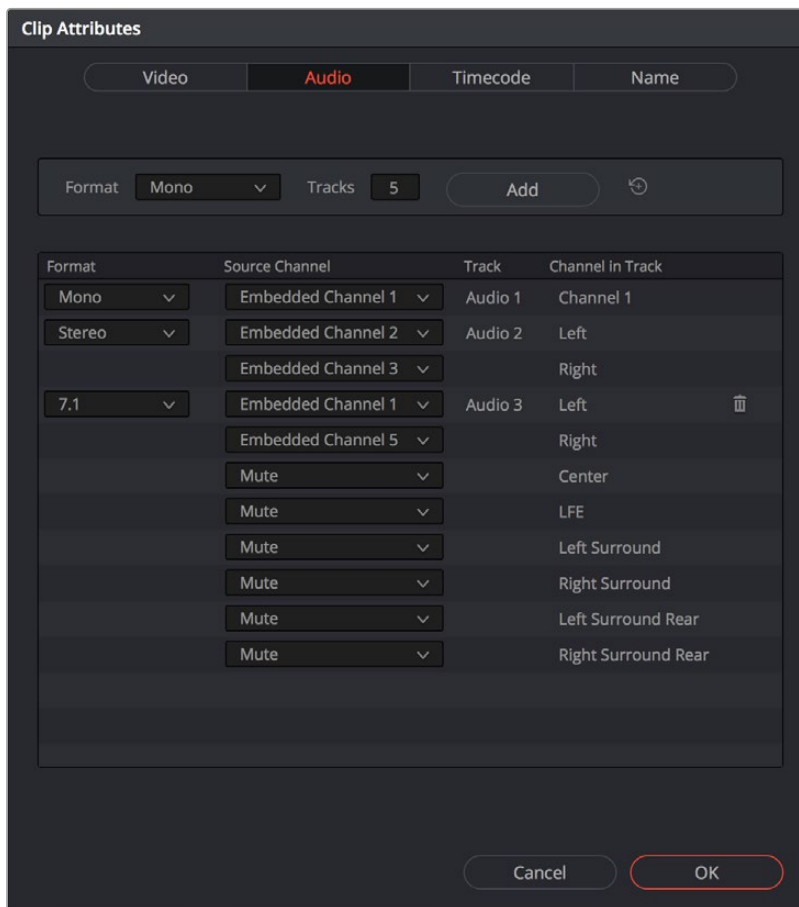 Clip Attributes
Video Audio Timecode Name
Format Mono Tracks 5 Add
Format Source Channel Track Channel in Track
Mono Embedded Channel 1 Audio 1 Channel 1
Stereo Embedded Channel 2 Audio 2 Left
Embedded Channel 3 Right
7.1 Embedded Channel 1 Audio 3 Left
Embedded Channel 5 Right
Mute Center
Mute LFE
Mute Left Surround
Mute Right Surround
Mute Left Surround Rear
Mute Right Surround Rear
Cancel OK